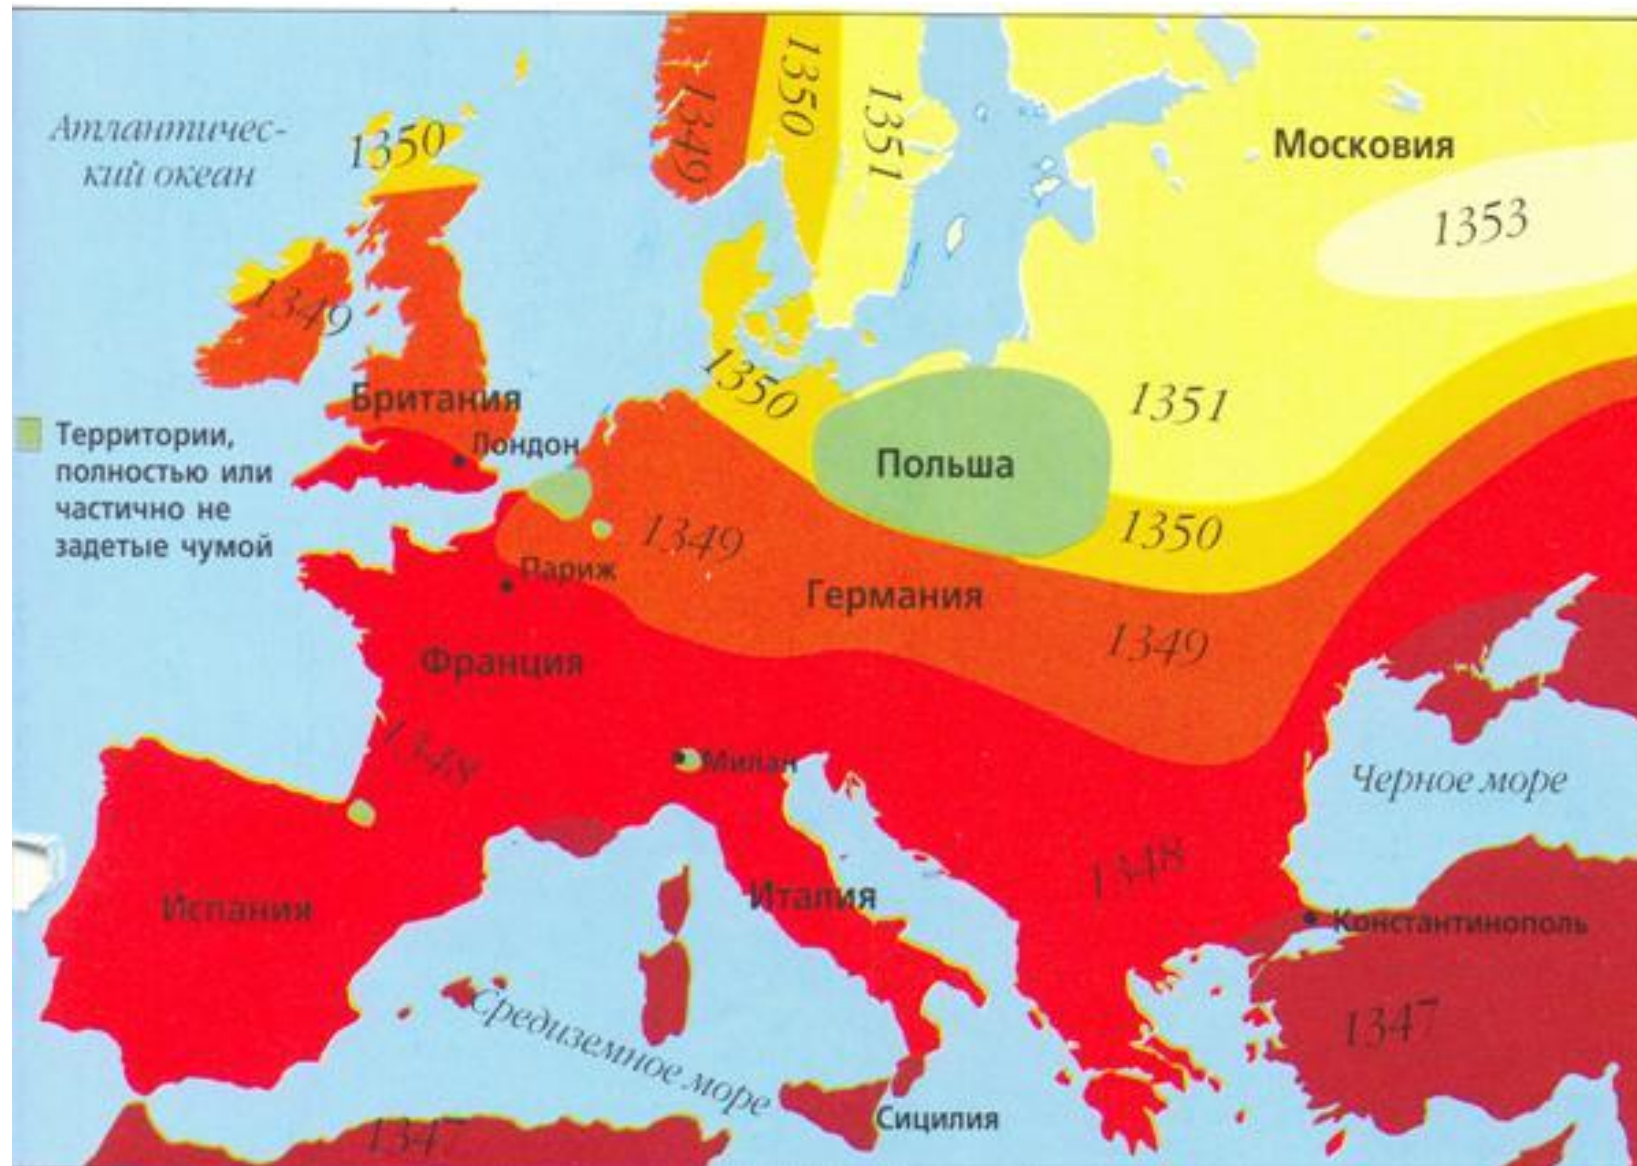 Атлантичес-
кий океан
1350
1349
1350
1351
Московия
1353
1349
Британия
Лондон
Территории,
полностью или
частично не
задетые чумой
1350
Польша
1351
1349
1350
Париж
Германия
1349
Франция
1348
Милан
Черное море
1348
Испания
Италия
Константинополь
1347
Средиземное море
Сицилия
1347